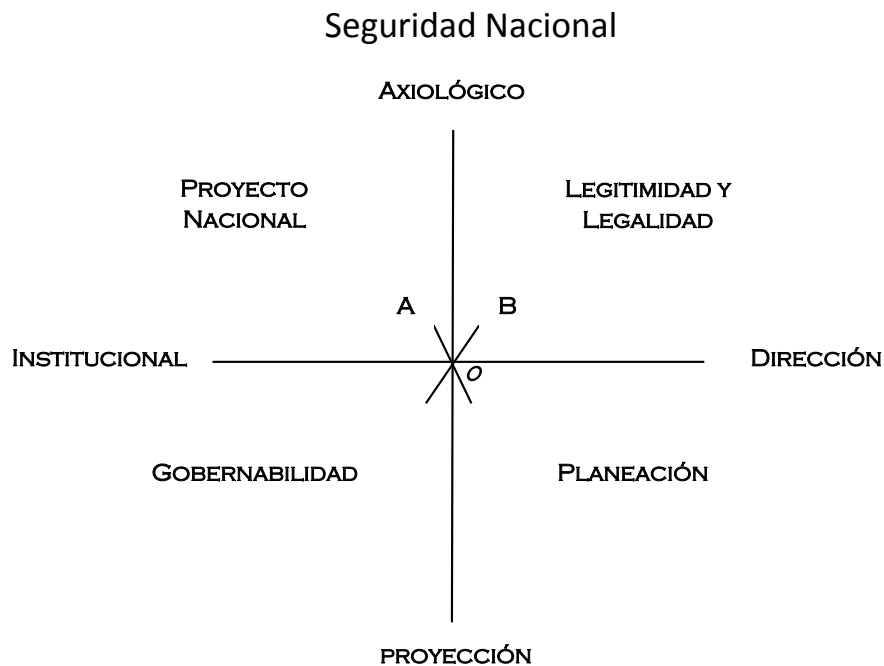 Seguridad Nacional
AXIOLÓGICO
PROYECTO
NACIONAL
LEGITIMIDAD Y
LEGALIDAD
A
B
INSTITUCIONAL
DIRECCIÓN
O
GOBERNABILIDAD
PLANEACIÓN
PROYECCIÓN